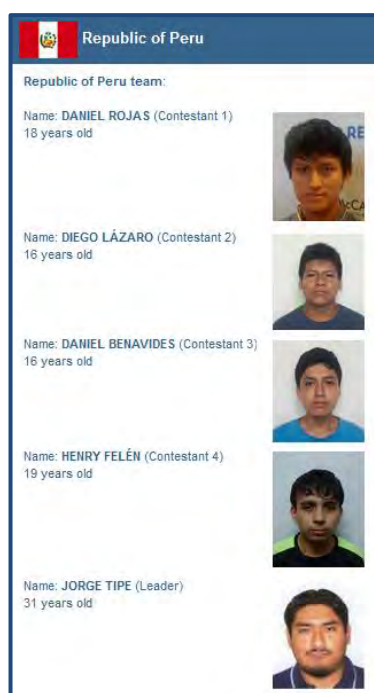 Republic of Peru
Republic of Peru team:
Name: DANIEL ROJAS (Contestant 1)
18 years old
Name: DIEGO LÁZARO (Contestant 2)
16 years old
Name: DANIEL BENAVIDES (Contestant 3)
16 years old
Name: HENRY FELÉN (Contestant 4)
19 years old
Name: JORGE TIPE (Leader)
31 years old